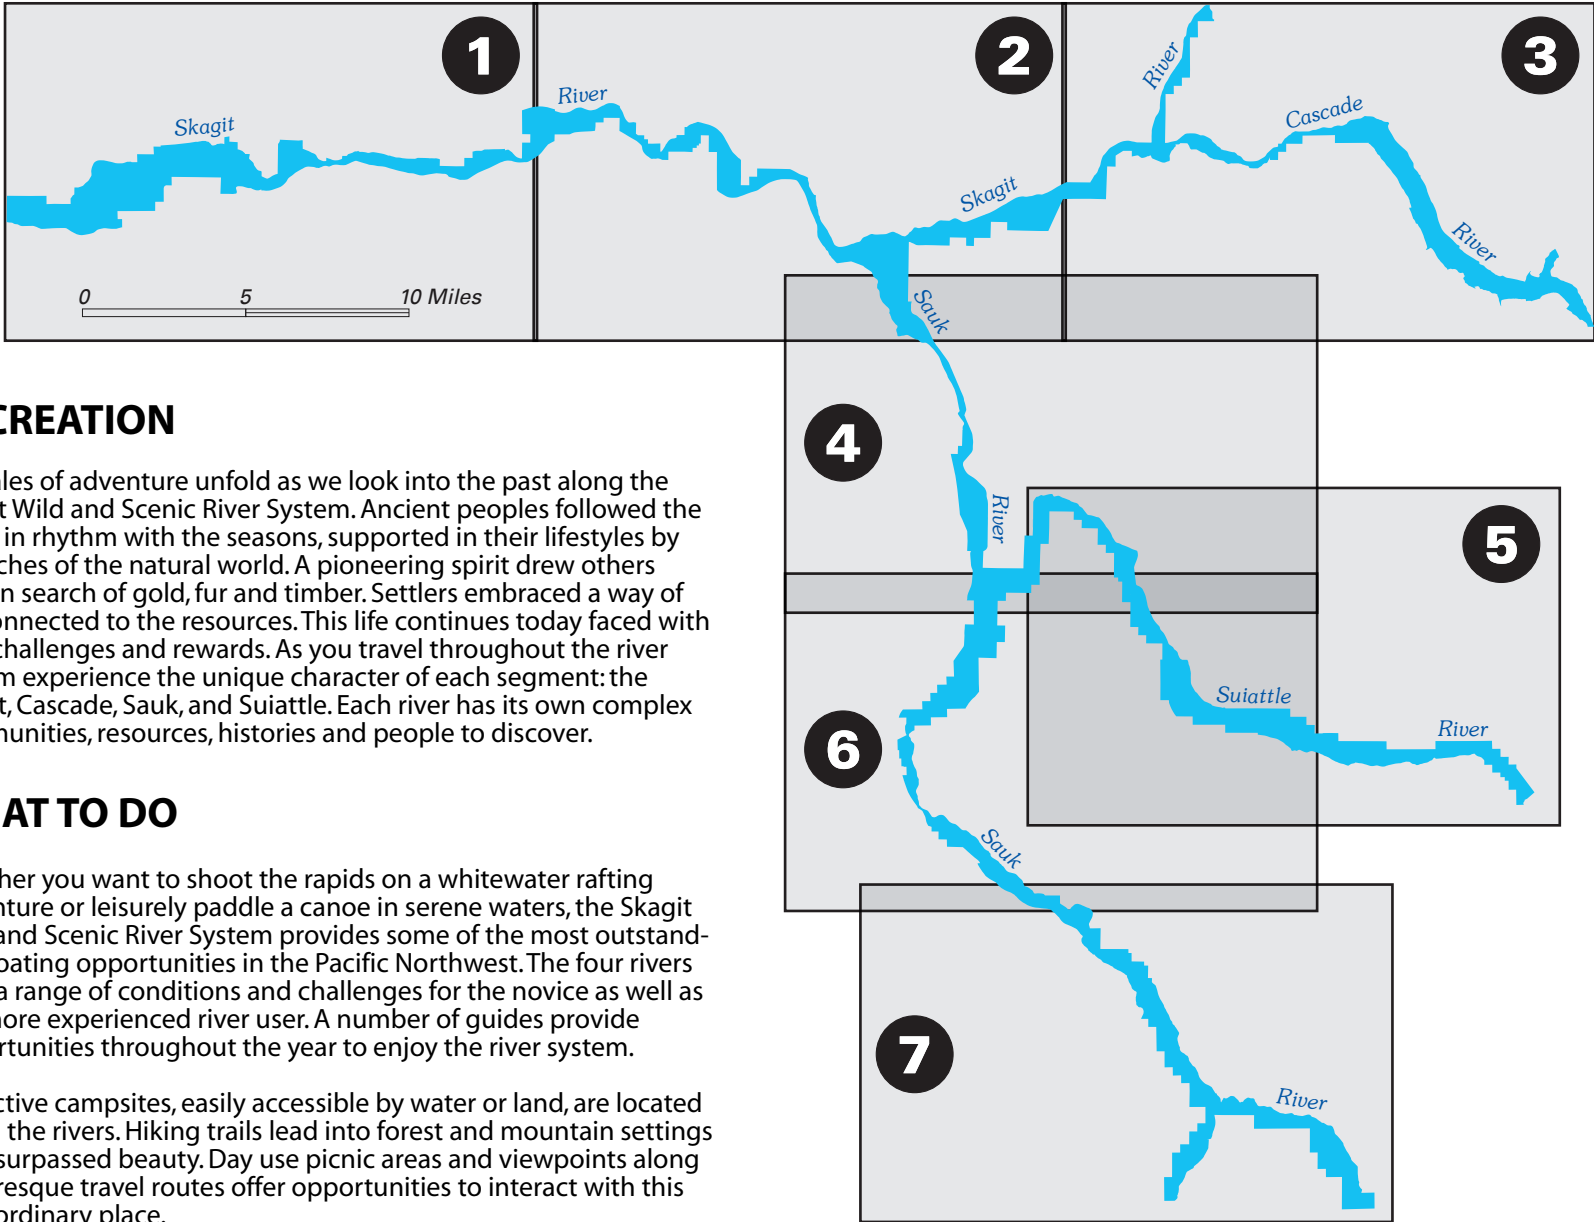 1
2
3
River
River
Cascade
Skagit
Skagit
River
0 5 10 Miles
Sauk
4
River
5
Suiattle
River
6
Sauk
7
River
CREATION
les of adventure unfold as we look into the past along the
t Wild and Scenic River System. Ancient peoples followed the
in rhythm with the seasons, supported in their lifestyles by
ches of the natural world. A pioneering spirit drew others
n search of gold, fur and timber. Settlers embraced a way of
onnected to the resources. This life continues today faced with
challenges and rewards. As you travel throughout the river
m experience the unique character of each segment: the
t, Cascade, Sauk, and Suiattle. Each river has its own complex
munities, resources, histories and people to discover.
AT TO DO
her you want to shoot the rapids on a whitewater rafting
nture or leisurely paddle a canoe in serene waters, the Skagit
and Scenic River System provides some of the most outstand-
oating opportunities in the Pacific Northwest. The four rivers
a range of conditions and challenges for the novice as well as
more experienced river user. A number of guides provide
rtunities throughout the year to enjoy the river system.
ctive campsites, easily accessible by water or land, are located
the rivers. Hiking trails lead into forest and mountain settings
surpassed beauty. Day use picnic areas and viewpoints along
resque travel routes offer opportunities to interact with this
ordinary place.